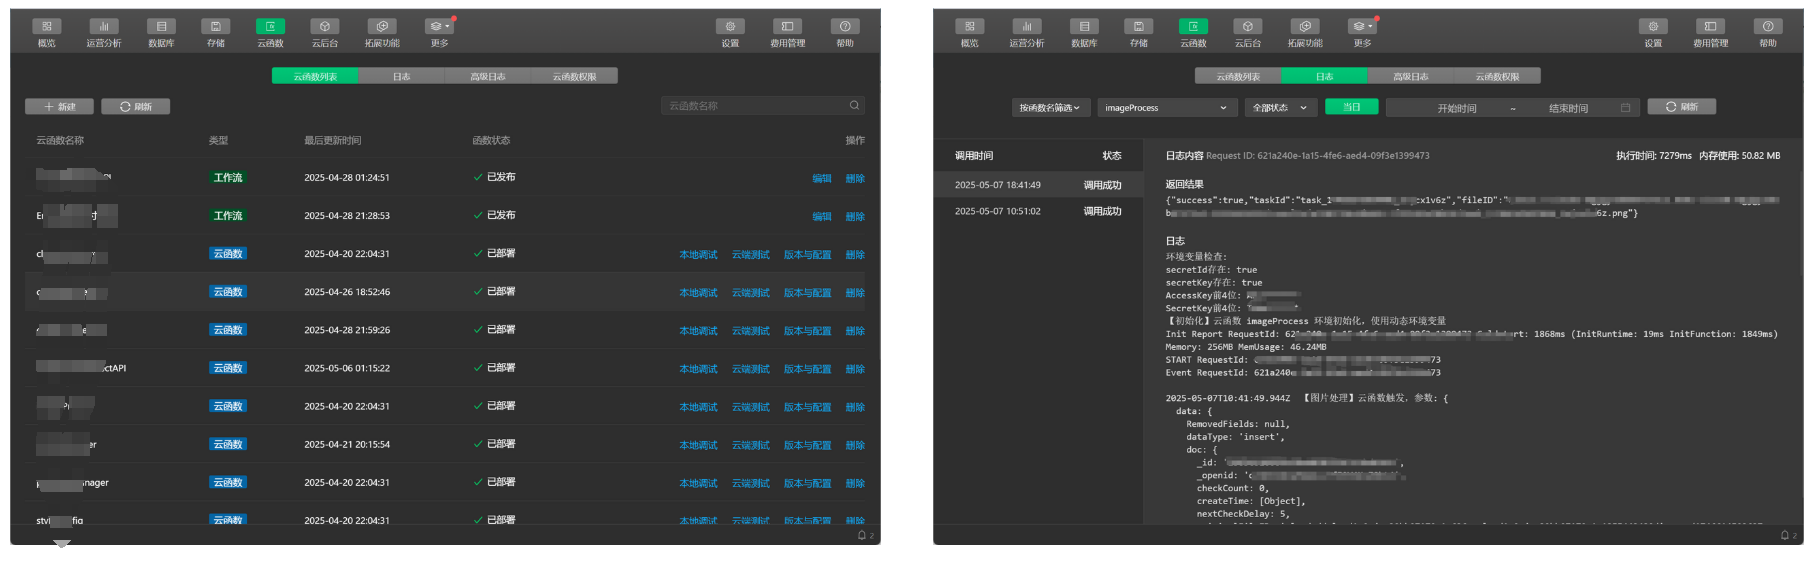 概览 运营分析 数据库 存储 云函数 云后台 拓展功能 更多 设置 费用管理 帮助
云函数列表 日志 高级日志 云函数权限
新建 刷新 云函数名称
云函数名称 类型 最后更新时间 函数状态 操作
工作流 2025-04-28 01:24:51 已发布 编辑 删除
工作流 2025-04-28 21:28:53 已发布 编辑 删除
云函数 2025-04-20 22:04:31 已部署 本地调试 云端测试 版本与配置 删除
云函数 2025-04-26 18:52:46 已部署 本地调试 云端测试 版本与配置 删除
云函数 2025-04-28 21:59:26 已部署 本地调试 云端测试 版本与配置 删除
ctAPI 云函数 2025-05-06 01:15:22 已部署 本地调试 云端测试 版本与配置 删除
云函数 2025-04-20 22:04:31 已部署 本地调试 云端测试 版本与配置 删除
er 云函数 2025-04-21 20:15:54 已部署 本地调试 云端测试 版本与配置 删除
nager 云函数 2025-04-20 22:04:31 已部署 本地调试 云端测试 版本与配置 删除
云函数 2025-04-20 22:04:31 已部署 本地调试 云端测试 版本与配置 删除
2
概览 运营分析 数据库 存储 云函数 云后台 拓展功能 更多 设置 费用管理 帮助
云函数列表 日志 高级日志 云函数权限
按函数名筛选 imageProcess 全部状态 当日 开始时间 ~ 结束时间 刷新
调用时间 状态
2025-05-07 18:41:49 调用成功
2025-05-07 10:51:02 调用成功
日志内容 Request ID: 621a240e-1a15-4fe6-aed4-09f3e1399473 执行时间: 7279ms 内存使用: 50.82 MB
返回结果
{"success":true,"taskId":"task_1 cx1v6z","fileID":"
6z.png"}
日志
环境变量检查:
secretId存在: true
secretKey存在: true
AccessKey前4位:
SecretKey前4位:
【初始化】云函数 imageProcess 环境初始化，使用动态环境变量
Init Report RequestId: 621 rt: 1868ms (InitRuntime: 19ms InitFunction: 1849ms)
Memory: 256MB MemUsage: 46.24MB
START RequestId: 73
Event RequestId: 621a240e 73
2025-05-07T10:41:49.944Z 【图片处理】云函数触发，参数: {
data: {
RemovedFields: null,
dataType: 'insert',
doc: {
_id: ' ',
_openid: '
checkCount: 0,
createTime: [Object],
nextCheckDelay: 5,
2